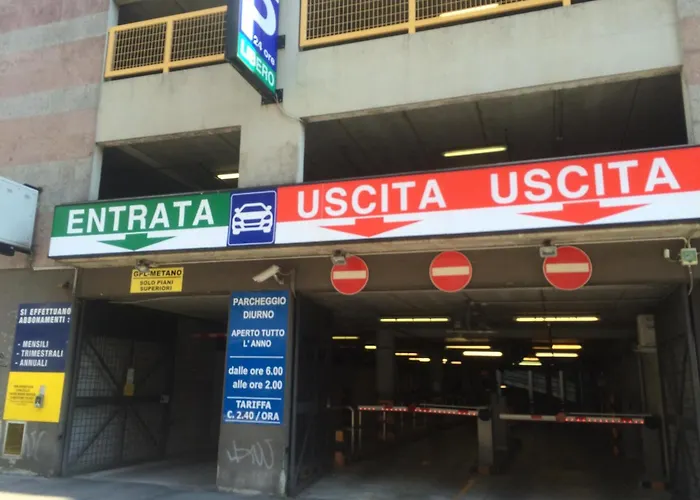 P
24 ore
LIBERO
ENTRATA
USCITA
USCITA
GPL-METANO
SOLO PIANI
SUPERIORI
SI EFFETTUANO
ABBONAMENTI :
- MENSILI
- TRIMESTRALI
- ANNUALI
PARCHEGGIO
DIURNO
APERTO TUTTO
L' ANNO
dalle ore 6.00
alle ore 2.00
TARIFFA
€. 2.40 / ORA